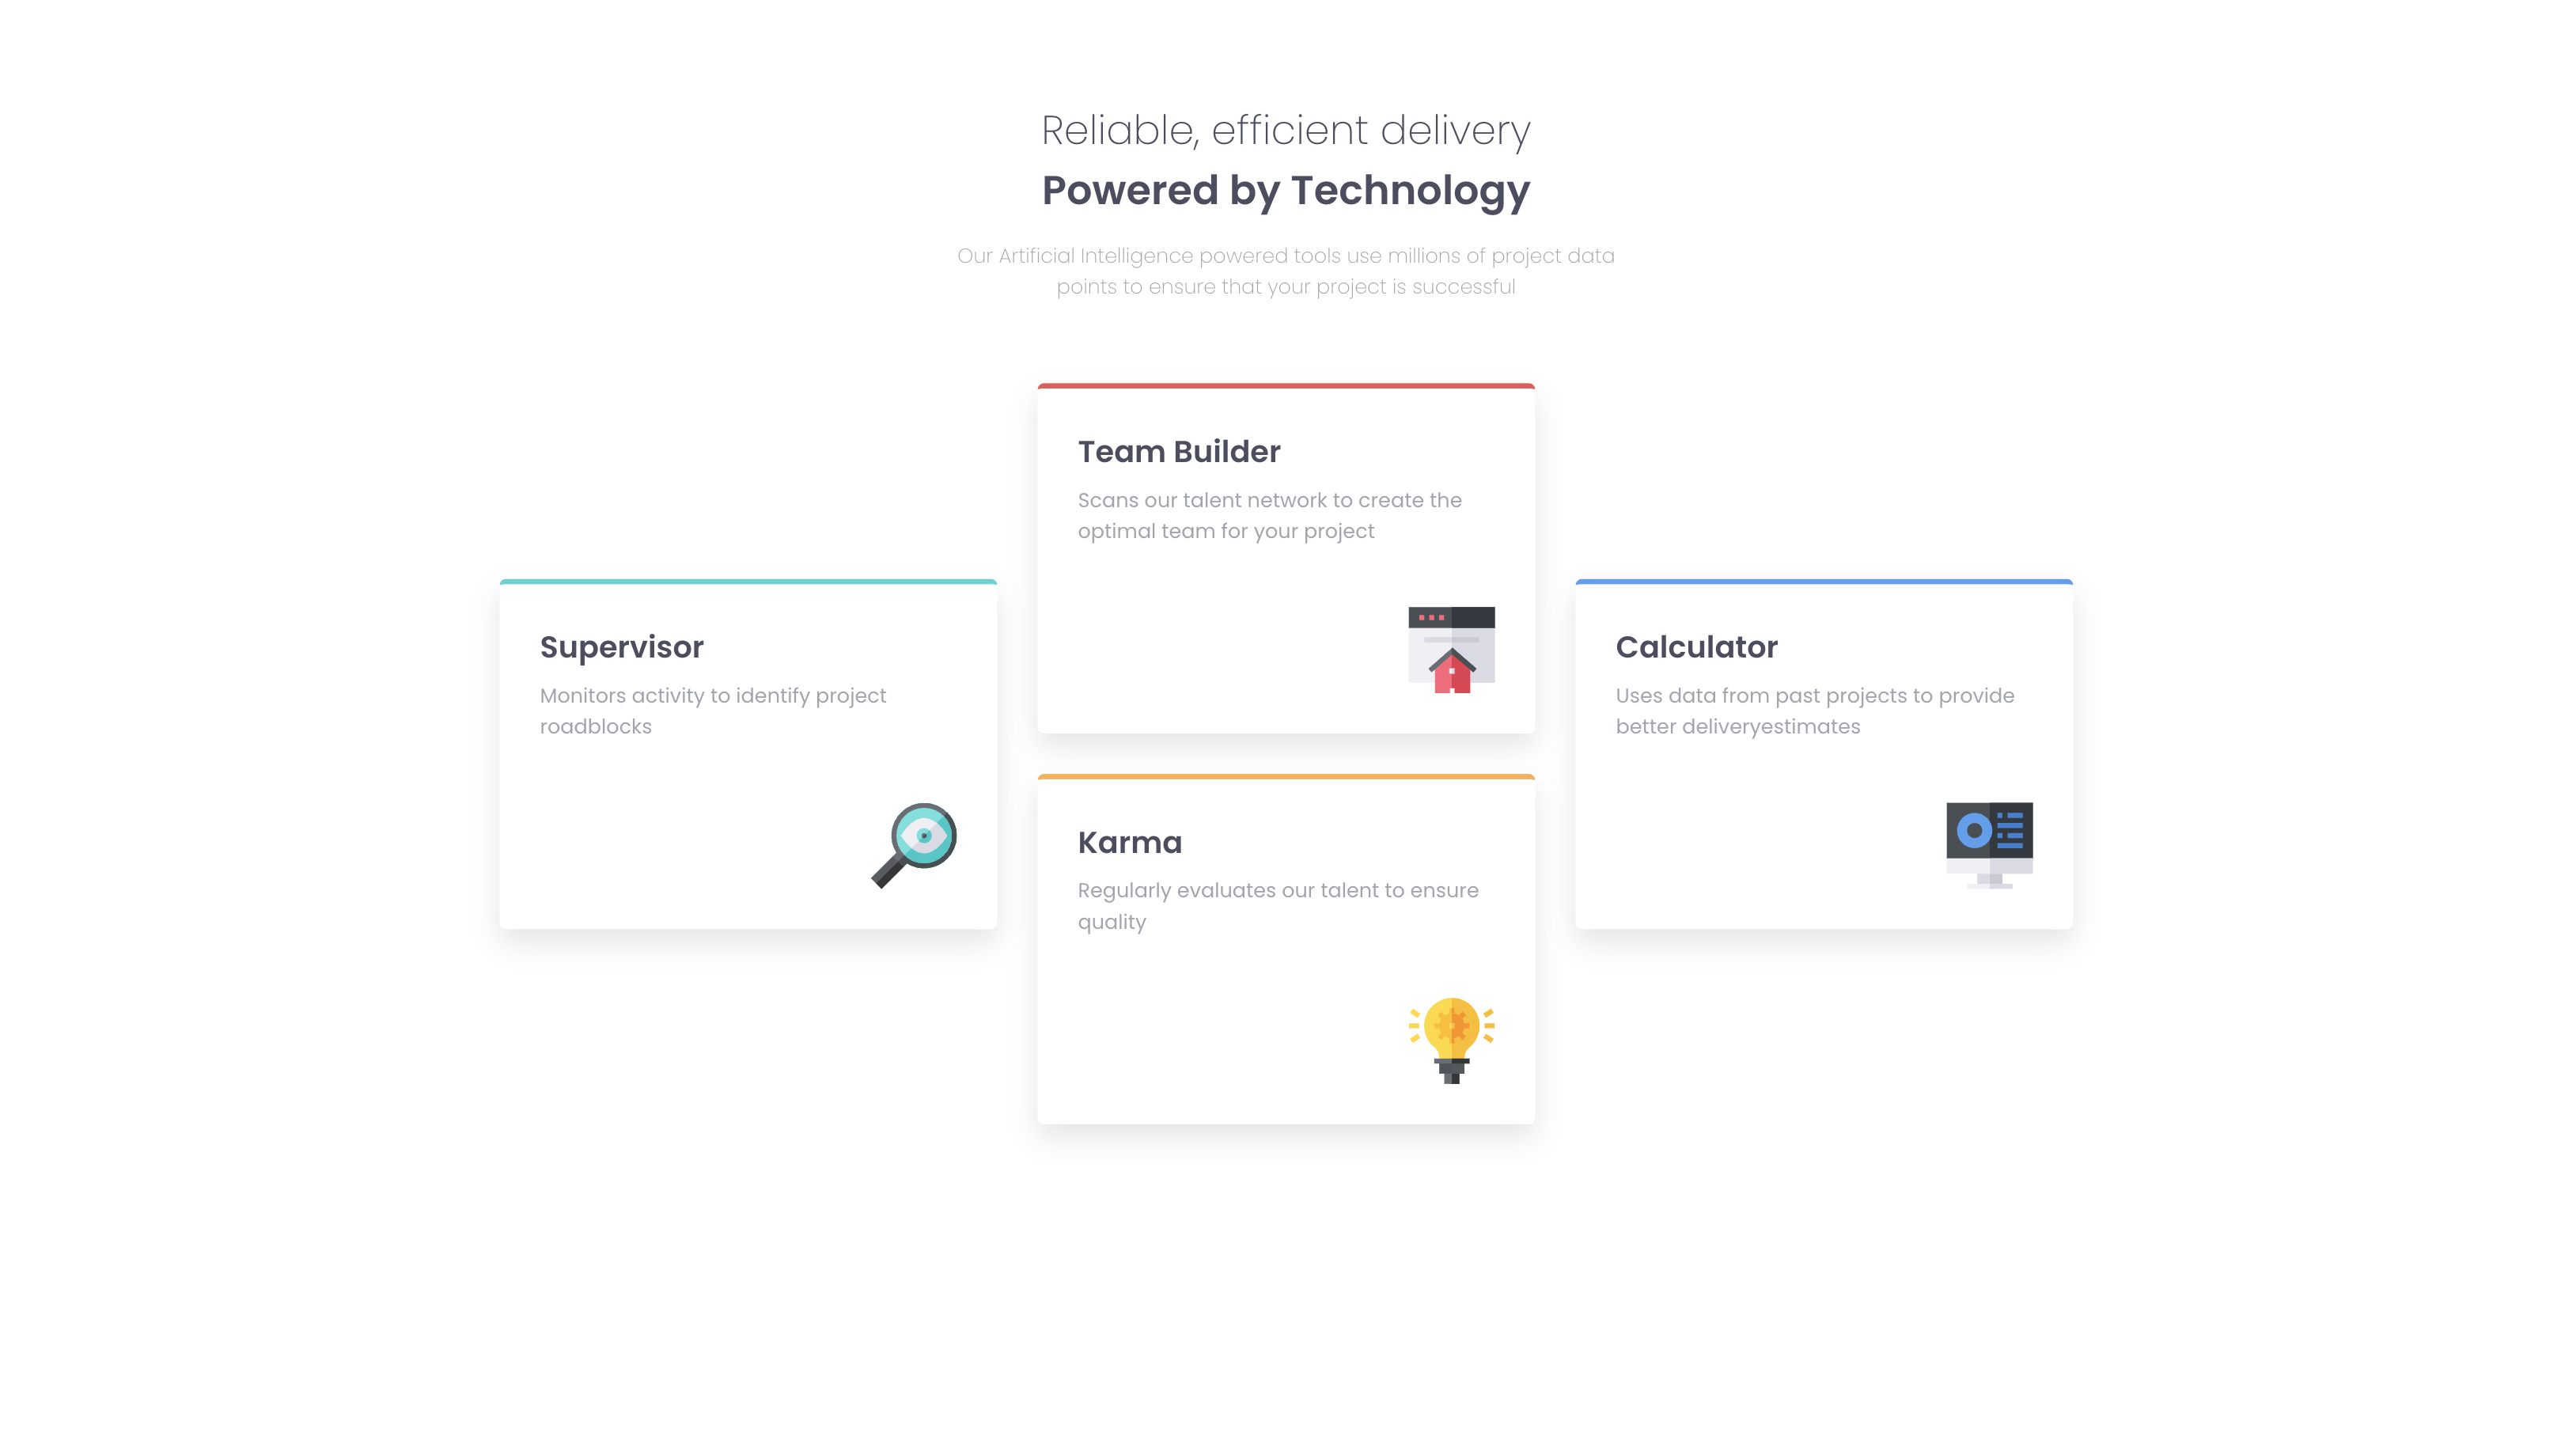 Reliable, efficient delivery
Powered by Technology
Our Artificial Intelligence powered tools use millions of project data
points to ensure that your project is successful
Supervisor
Monitors activity to identify project
roadblocks
Team Builder
Scans our talent network to create the
optimal team for your project
Karma
Regularly evaluates our talent to ensure
quality
Calculator
Uses data from past projects to provide
better deliveryestimates